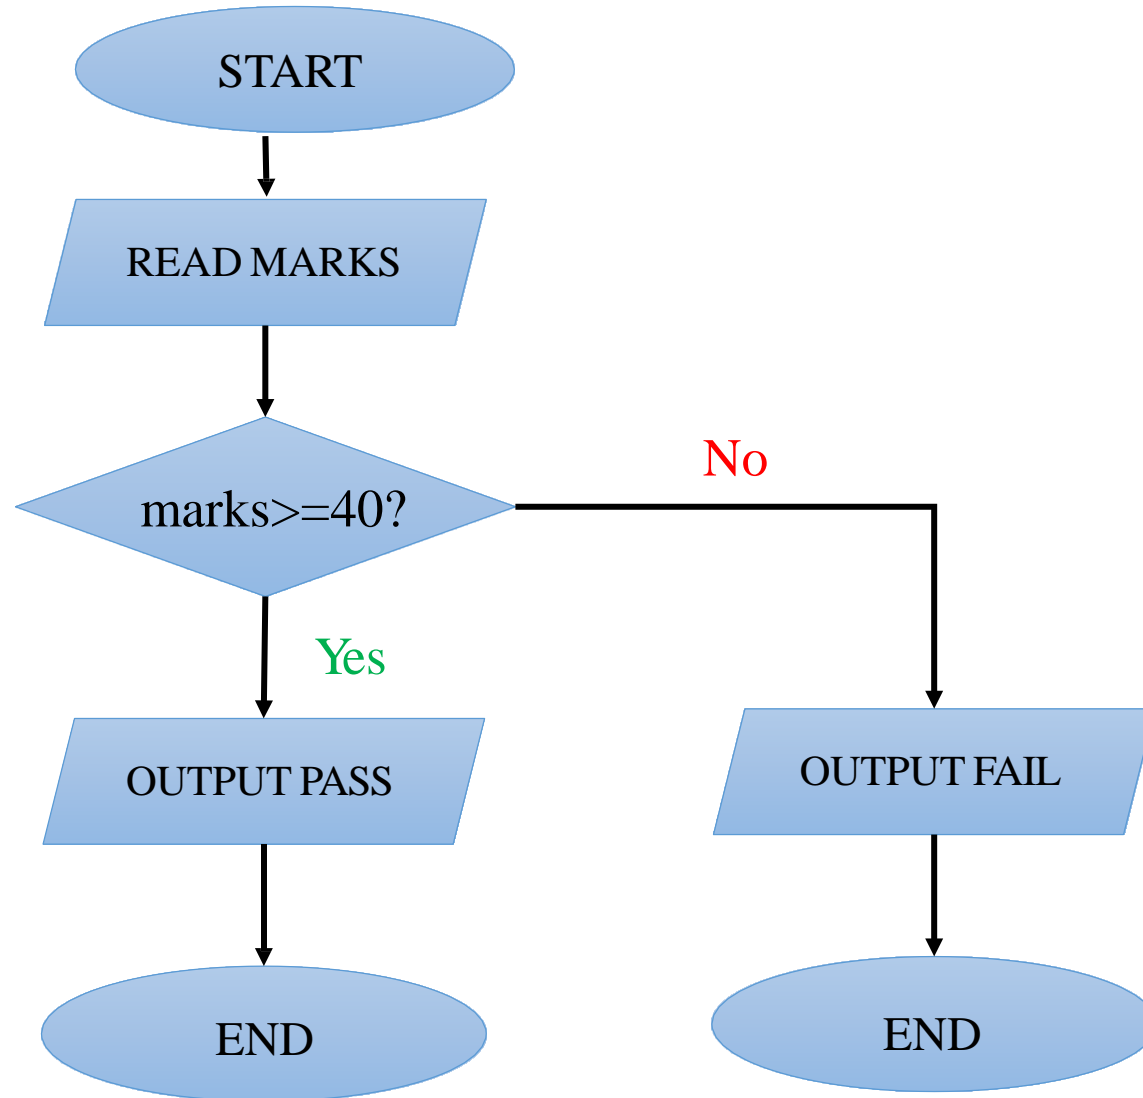 START
READ MARKS
marks>=40?
No
Yes
OUTPUT PASS
OUTPUT FAIL
END
END